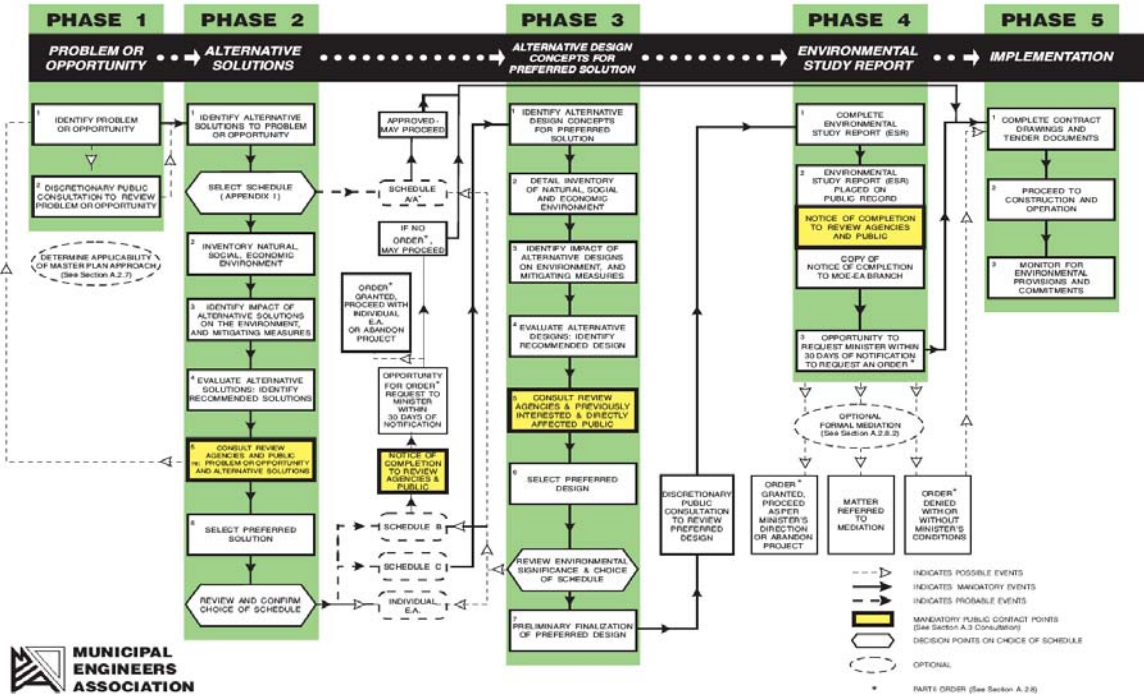 PHASE 1
PHASE 2
PHASE 3
PHASE 4
PHASE 5
PROBLEM OR
OPPORTUNITY
ALTERNATIVE
SOLUTIONS
ALTERNATIVE DESIGN
CONCEPTS FOR
PREFERRED SOLUTION
ENVIRONMENTAL
STUDY REPORT
IMPLEMENTATION
1 IDENTIFY PROBLEM
OR OPPORTUNITY
2 DISCRETIONARY PUBLIC
CONSULTATION TO REVIEW
PROBLEM OR OPPORTUNITY
DETERMINE APPLICABILITY
OF MASTER PLAN APPROACH
(See Section A.2.7)
1 IDENTIFY ALTERNATIVE
SOLUTIONS TO PROBLEM
OR OPPORTUNITY
SELECT SCHEDULE
(APPENDIX I)
2 INVENTORY NATURAL,
SOCIAL, ECONOMIC
ENVIRONMENT
3 IDENTIFY IMPACT OF
ALTERNATIVE SOLUTIONS
ON THE ENVIRONMENT,
AND MITIGATING MEASURES
4 EVALUATE ALTERNATIVE
SOLUTIONS: IDENTIFY
RECOMMENDED SOLUTIONS
5 CONSULT REVIEW
AGENCIES AND PUBLIC
re: PROBLEM OR OPPORTUNITY
AND ALTERNATIVE SOLUTIONS
6 SELECT PREFERRED
SOLUTION
REVIEW AND CONFIRM
CHOICE OF SCHEDULE
APPROVED-
MAY PROCEED
SCHEDULE
A/A+
IF NO
ORDER*,
MAY PROCEED
ORDER*
GRANTED,
PROCEED WITH
INDIVIDUAL
E.A.
OR ABANDON
PROJECT
OPPORTUNITY
FOR ORDER*
REQUEST TO
MINISTER
WITHIN
30 DAYS OF
NOTIFICATION
NOTICE OF
COMPLETION
TO REVIEW
AGENCIES &
PUBLIC
SCHEDULE B
SCHEDULE C
INDIVIDUAL
E.A.
1 IDENTIFY ALTERNATIVE
DESIGN CONCEPTS
FOR PREFERRED
SOLUTION
2 DETAIL INVENTORY
OF NATURAL, SOCIAL
AND ECONOMIC
ENVIRONMENT
3 IDENTIFY IMPACT OF
ALTERNATIVE DESIGNS
ON ENVIRONMENT, AND
MITIGATING MEASURES
4 EVALUATE ALTERNATIVE
DESIGNS: IDENTIFY
RECOMMENDED DESIGN
5 CONSULT REVIEW
AGENCIES & PREVIOUSLY
INTERESTED & DIRECTLY
AFFECTED PUBLIC
6 SELECT PREFERRED
DESIGN
REVIEW ENVIRONMENTAL
SIGNIFICANCE & CHOICE
OF SCHEDULE
7 PRELIMINARY FINALIZATION
OF PREFERRED DESIGN
DISCRETIONARY
PUBLIC
CONSULTATION
TO REVIEW
PREFERRED
DESIGN
1 COMPLETE
ENVIRONMENTAL
STUDY REPORT (ESR)
2 ENVIRONMENTAL
STUDY REPORT (ESR)
PLACED ON
PUBLIC RECORD
NOTICE OF COMPLETION
TO REVIEW AGENCIES
AND PUBLIC
COPY OF
NOTICE OF COMPLETION
TO MOE-EA BRANCH
3 OPPORTUNITY TO
REQUEST MINISTER WITHIN
30 DAYS OF NOTIFICATION
TO REQUEST AN ORDER*
OPTIONAL
FORMAL MEDIATION
(See Section A.2.8.2)
ORDER*
GRANTED,
PROCEED
AS PER
MINISTER'S
DIRECTION
OR ABANDON
PROJECT
MATTER
REFERRED
TO
MEDIATION
ORDER*
DENIED
WITH OR
WITHOUT
MINISTER'S
CONDITIONS
1 COMPLETE CONTRACT
DRAWINGS AND
TENDER DOCUMENTS
2 PROCEED TO
CONSTRUCTION AND
OPERATION
3 MONITOR FOR
ENVIRONMENTAL
PROVISIONS AND
COMMITMENTS
INDICATES POSSIBLE EVENTS
INDICATES MANDATORY EVENTS
INDICATES PROBABLE EVENTS
MANDATORY PUBLIC CONTACT POINTS
(See Section A.3 Consultation)
DECISION POINTS ON CHOICE OF SCHEDULE
OPTIONAL
* PART II ORDER (See Section A.2.8)
MUNICIPAL
ENGINEERS
ASSOCIATION